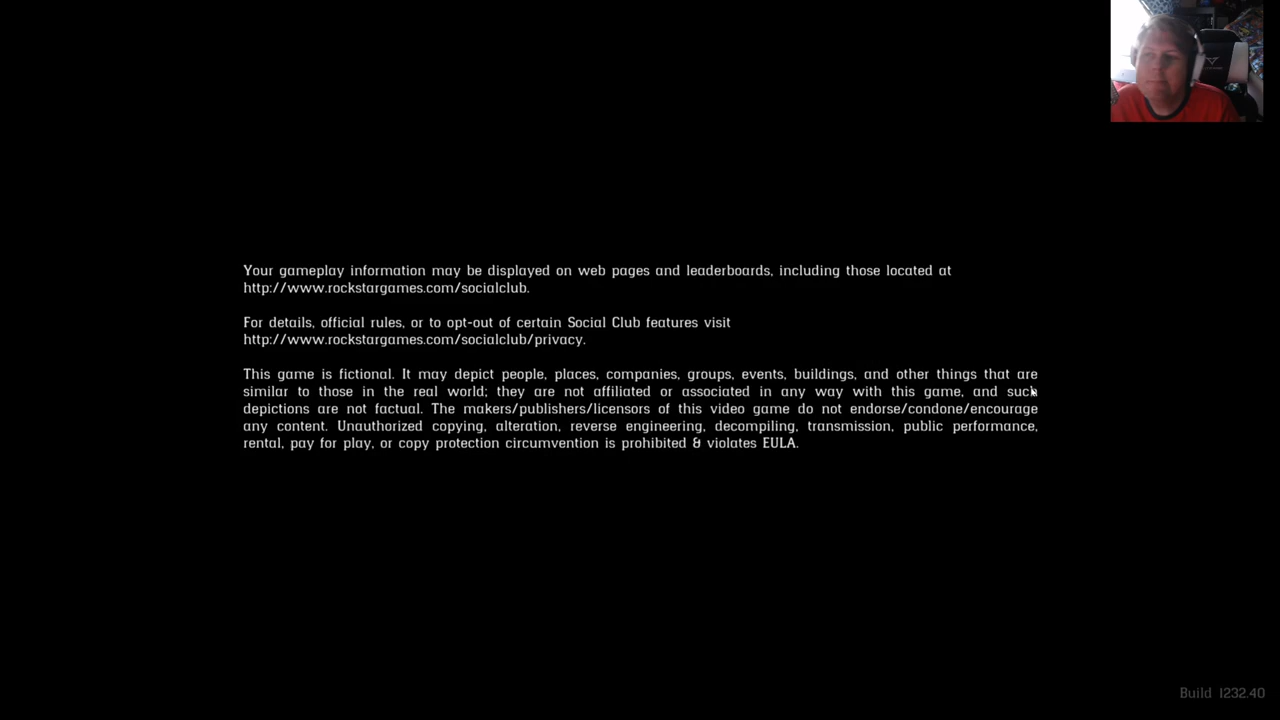 Your gameplay information may be displayed on web pages and leaderboards, including those located at
http://www.rockstargames.com/socialclub.
For details, official rules, or to opt-out of certain Social Club features visit
http://www.rockstargames.com/socialclub/privacy.
This game is fictional. It may depict people, places, companies, groups, events, buildings, and other things that are
similar to those in the real world; they are not affiliated or associated in any way with this game, and such
depictions are not factual. The makers/publishers/licensors of this video game do not endorse/condone/encourage
any content. Unauthorized copying, alteration, reverse engineering, decompiling, transmission, public performance,
rental, pay for play, or copy protection circumvention is prohibited & violates EULA.
Build 1232.40